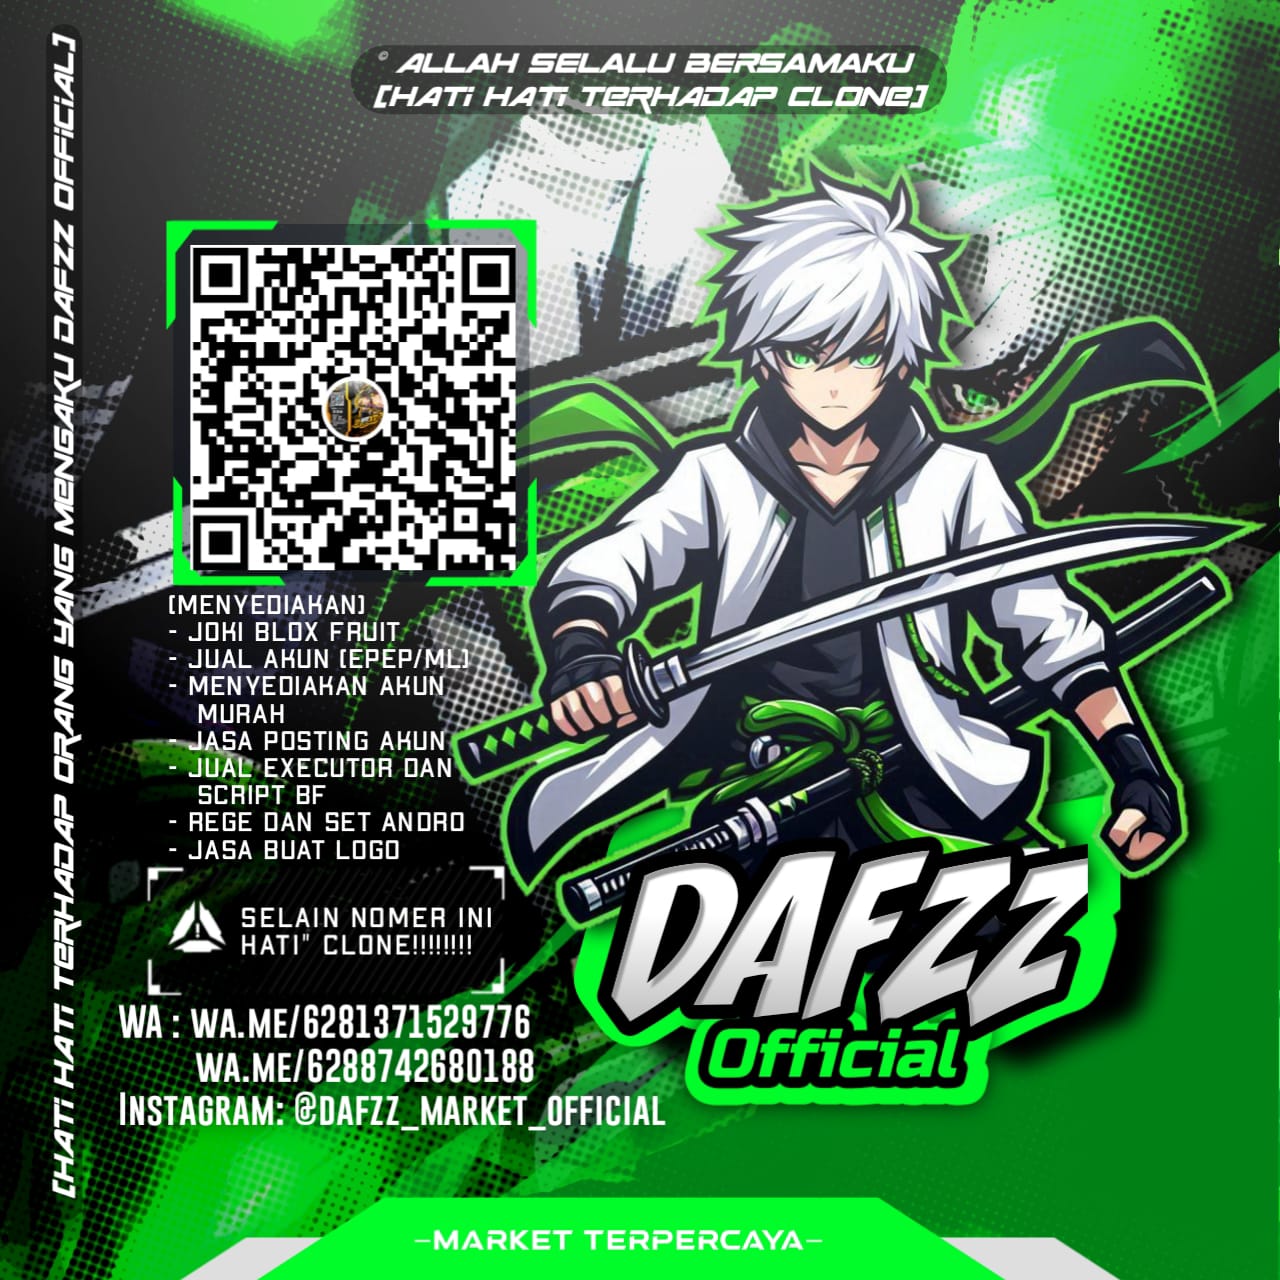 © ALLAH SELALU BERSAMAKU
[HATI HATI TERHADAP CLONE]
[HATI HATI TERHADAP ORANG YANG MENGAKU DAFZZ OFFICIAL]
[MENYEDIAKAN]
- JOKI BLOX FRUIT
- JUAL AKUN [EPEP/ML]
- MENYEDIAKAN AKUN
MURAH
- JASA POSTING AKUN
- JUAL EXECUTOR DAN
SCRIPT BF
- REGE DAN SET ANDRO
- JASA BUAT LOGO
SELAIN NOMER INI
HATI" CLONE!!!!!!!!
WA : WA.ME/6281371529776
WA.ME/6288742680188
INSTAGRAM: @DAFZZ_MARKET_OFFICIAL
DAFZZ
Official
-MARKET TERPERCAYA-